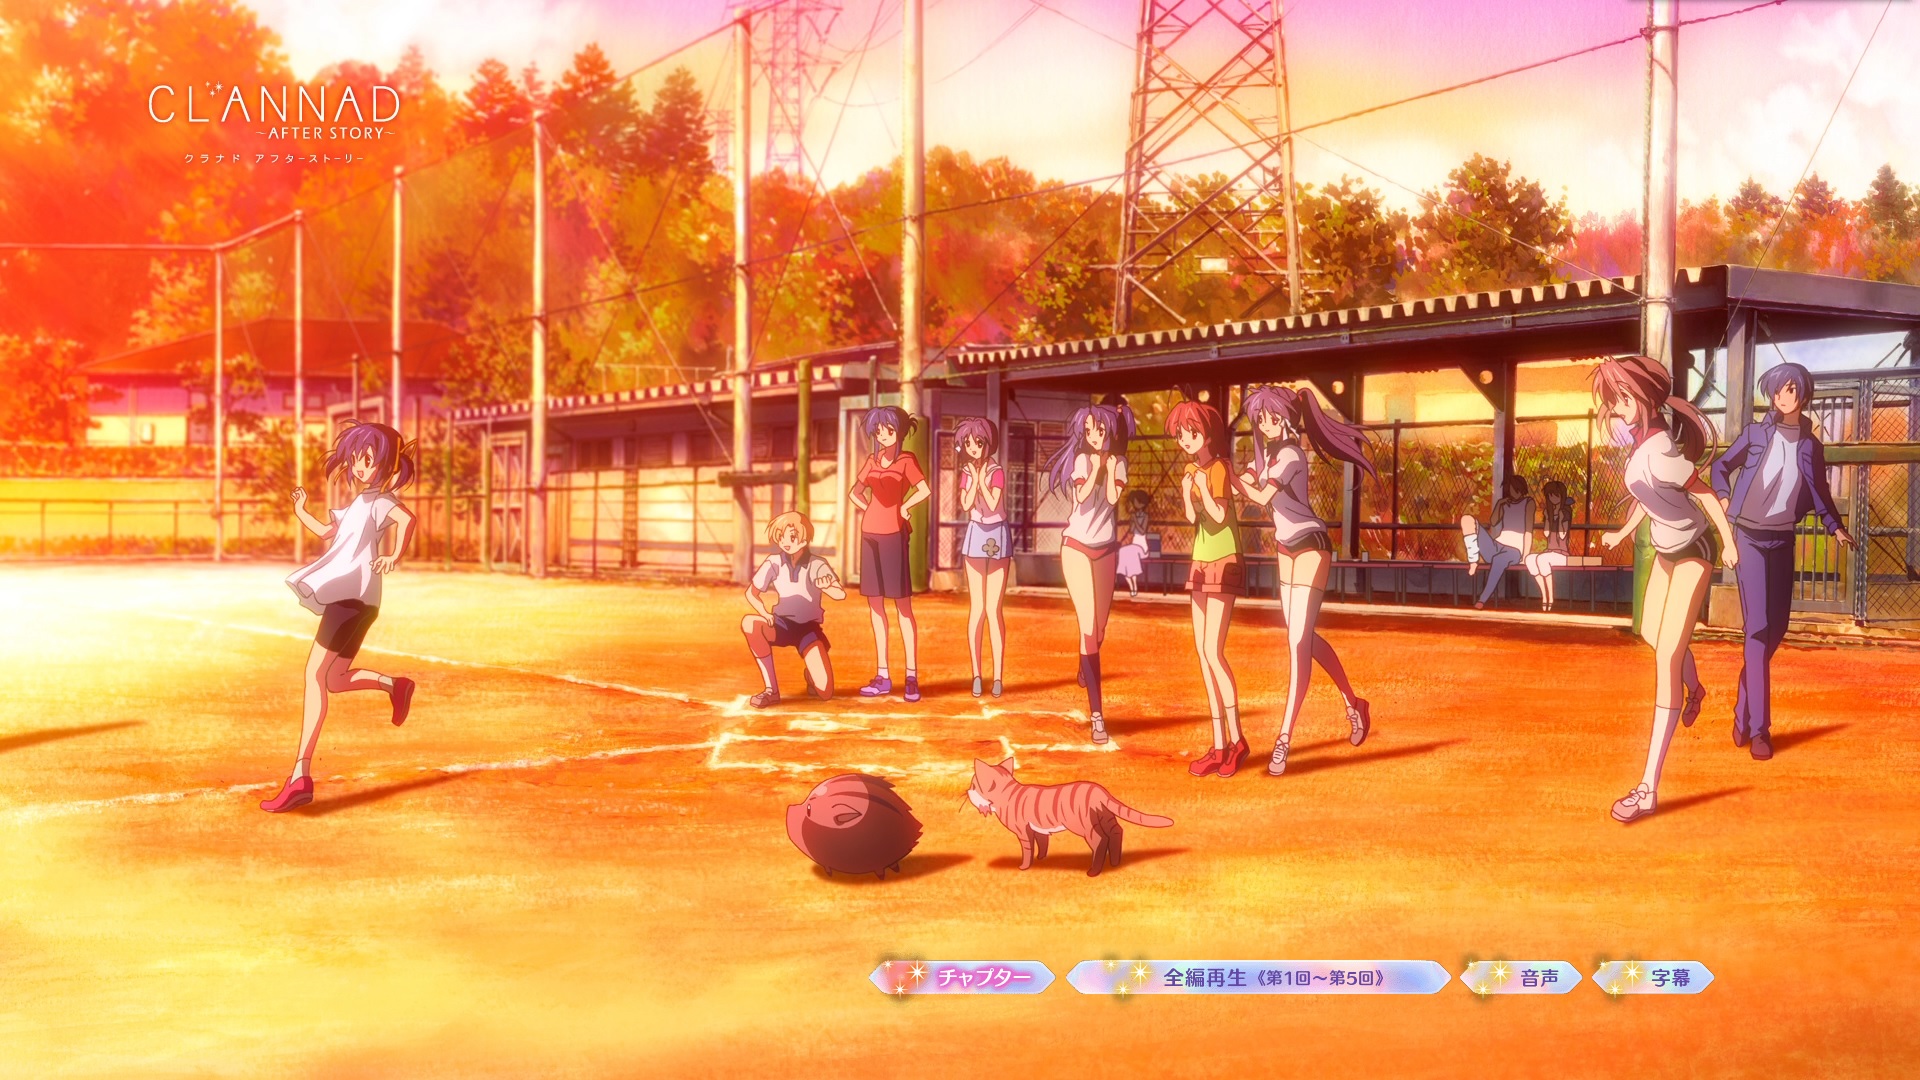 CLANNAD
~AFTER STORY~
クラナド アフターストーリー
チャプター
全編再生《第1回～第5回》
音声
字幕